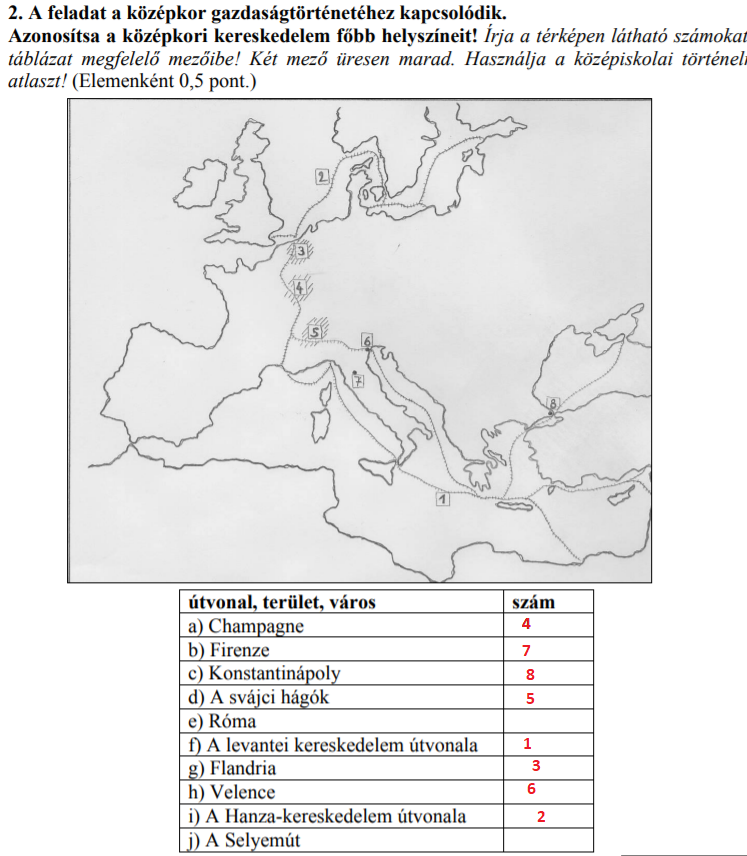 2. A feladat a középkor gazdaságtörténetéhez kapcsolódik.
Azonosítsa a középkori kereskedelem főbb helyszíneit! Írja a térképen látható számokat
táblázat megfelelő mezőibe! Két mező üresen marad. Használja a középiskolai történel
atlaszt! (Elemenként 0,5 pont.)
2
3
4
5
6
7
8
1
útvonal, terület, város szám
a) Champagne 4
b) Firenze 7
c) Konstantinápoly 8
d) A svájci hágók 5
e) Róma
f) A levantei kereskedelem útvonala 1
g) Flandria 3
h) Velence 6
i) A Hanza-kereskedelem útvonala 2
j) A Selyemút